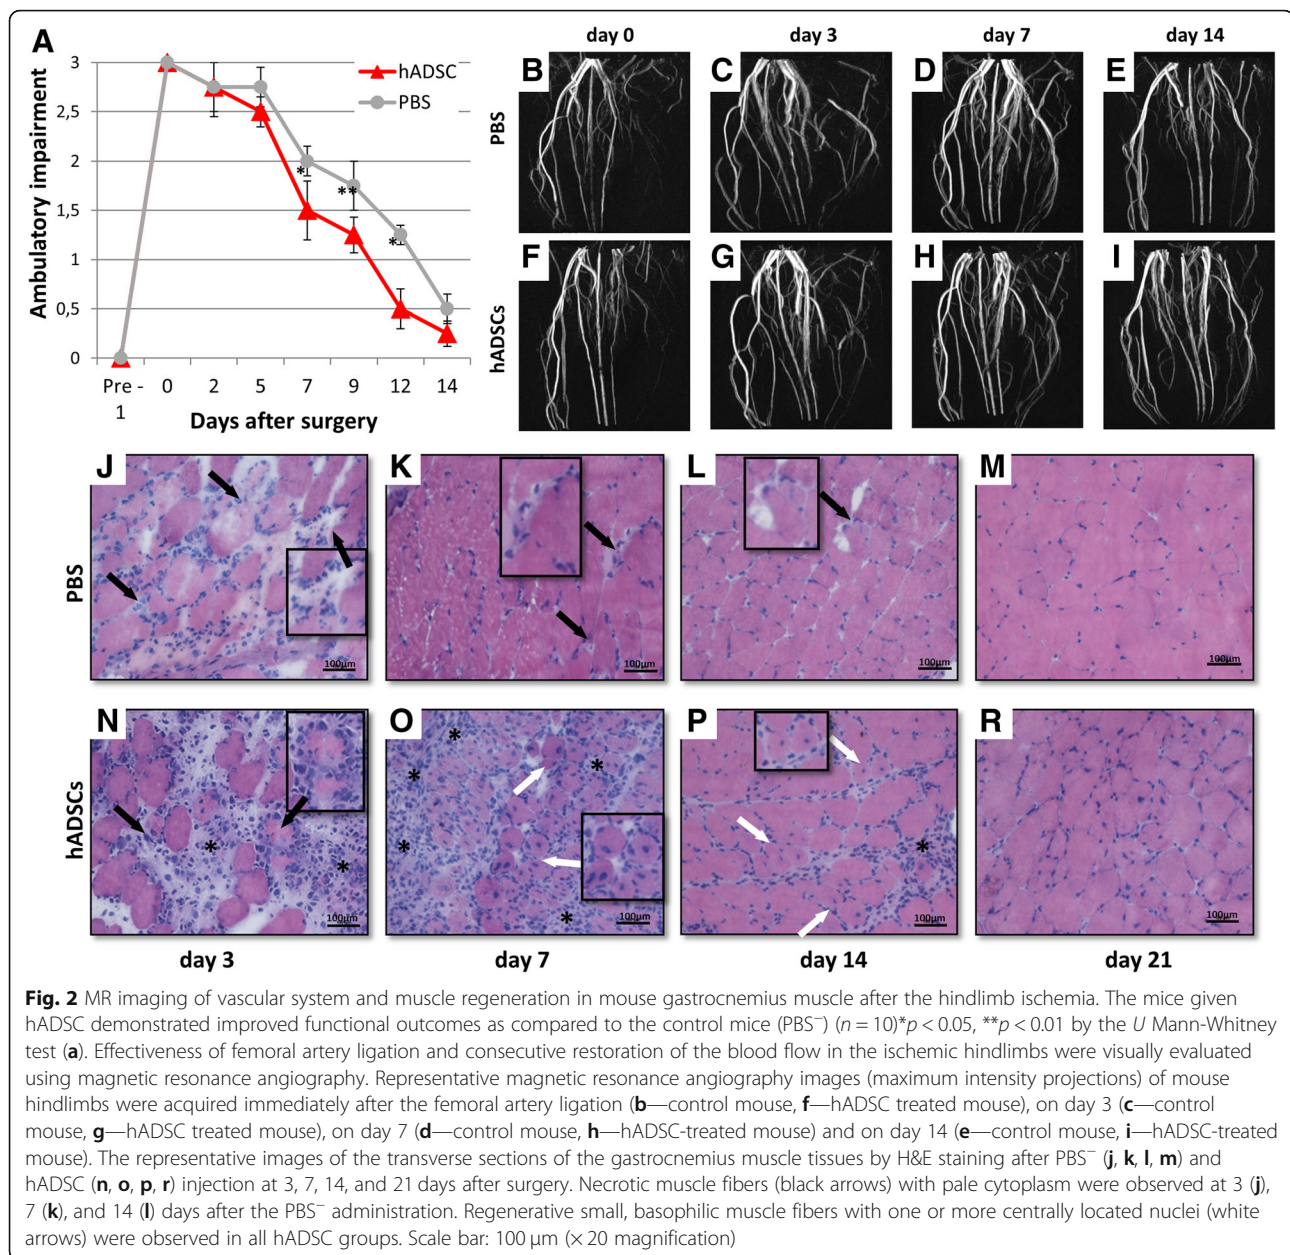 A
hADSC
PBS
Ambulatory impairment
3
2,5
2
1,5
1
0,5
0
*
**
*
Pre - 1
0 2 5 7 9 12 14
Days after surgery
day 0 day 3 day 7 day 14
PBS
B C D E
hADSCs
F G H I
PBS
J K L M
100µm 100µm 100µm 100µm
hADSCs
N O P R
* * * * * * * *
100µm 100µm 100µm 100µm
day 3 day 7 day 14 day 21
Fig. 2 MR imaging of vascular system and muscle regeneration in mouse gastrocnemius muscle after the hindlimb ischemia. The mice given
hADSC demonstrated improved functional outcomes as compared to the control mice (PBS⁻) (n = 10)*p < 0.05, **p < 0.01 by the U Mann-Whitney
test (a). Effectiveness of femoral artery ligation and consecutive restoration of the blood flow in the ischemic hindlimbs were visually evaluated
using magnetic resonance angiography. Representative magnetic resonance angiography images (maximum intensity projections) of mouse
hindlimbs were acquired immediately after the femoral artery ligation (b—control mouse, f—hADSC treated mouse), on day 3 (c—control
mouse, g—hADSC treated mouse), on day 7 (d—control mouse, h—hADSC-treated mouse) and on day 14 (e—control mouse, i—hADSC-treated
mouse). The representative images of the transverse sections of the gastrocnemius muscle tissues by H&E staining after PBS⁻ (j, k, l, m) and
hADSC (n, o, p, r) injection at 3, 7, 14, and 21 days after surgery. Necrotic muscle fibers (black arrows) with pale cytoplasm were observed at 3 (j),
7 (k), and 14 (l) days after the PBS⁻ administration. Regenerative small, basophilic muscle fibers with one or more centrally located nuclei (white
arrows) were observed in all hADSC groups. Scale bar: 100 µm (× 20 magnification)